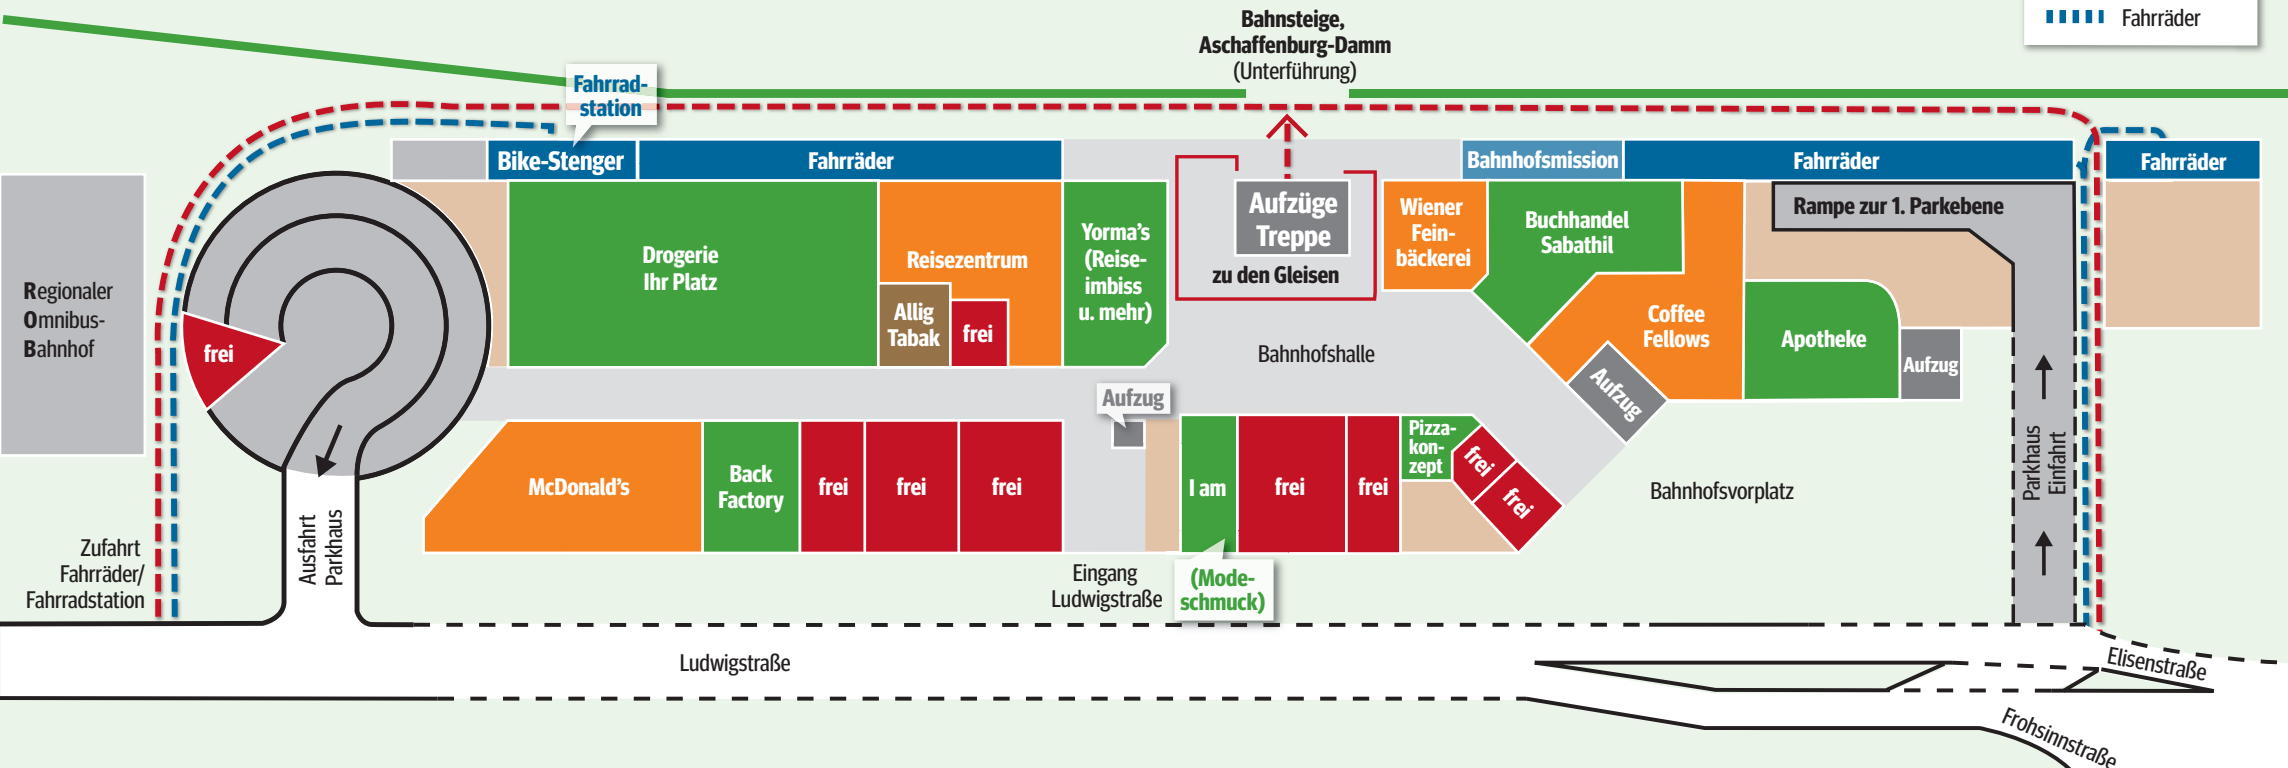 Bahnsteige,
Aschaffenburg-Damm
(Unterführung)
Fahrräder
Fahrrad-
station
Bike-Stenger
Fahrräder
Bahnhofsmission
Fahrräder
Fahrräder
Regionaler
Omnibus-
Bahnhof
frei
Drogerie
Ihr Platz
Reisezentrum
Allig
Tabak
frei
Yorma's
(Reise-
imbiss
u. mehr)
Aufzüge
Treppe
zu den Gleisen
Wiener
Fein-
bäckerei
Buchhandel
Sabathil
Rampe zur 1. Parkebene
Coffee
Fellows
Apotheke
Aufzug
Aufzug
Bahnhofshalle
Aufzug
McDonald's
Back
Factory
frei
frei
frei
I am
frei
frei
Pizza-
kon-
zept
frei
frei
Bahnhofsvorplatz
Parkhaus
Einfahrt
Ausfahrt
Parkhaus
Zufahrt
Fahrräder/
Fahrradstation
Eingang
Ludwigstraße
(Mode-
schmuck)
Ludwigstraße
Elisenstraße
Frohsinnstraße